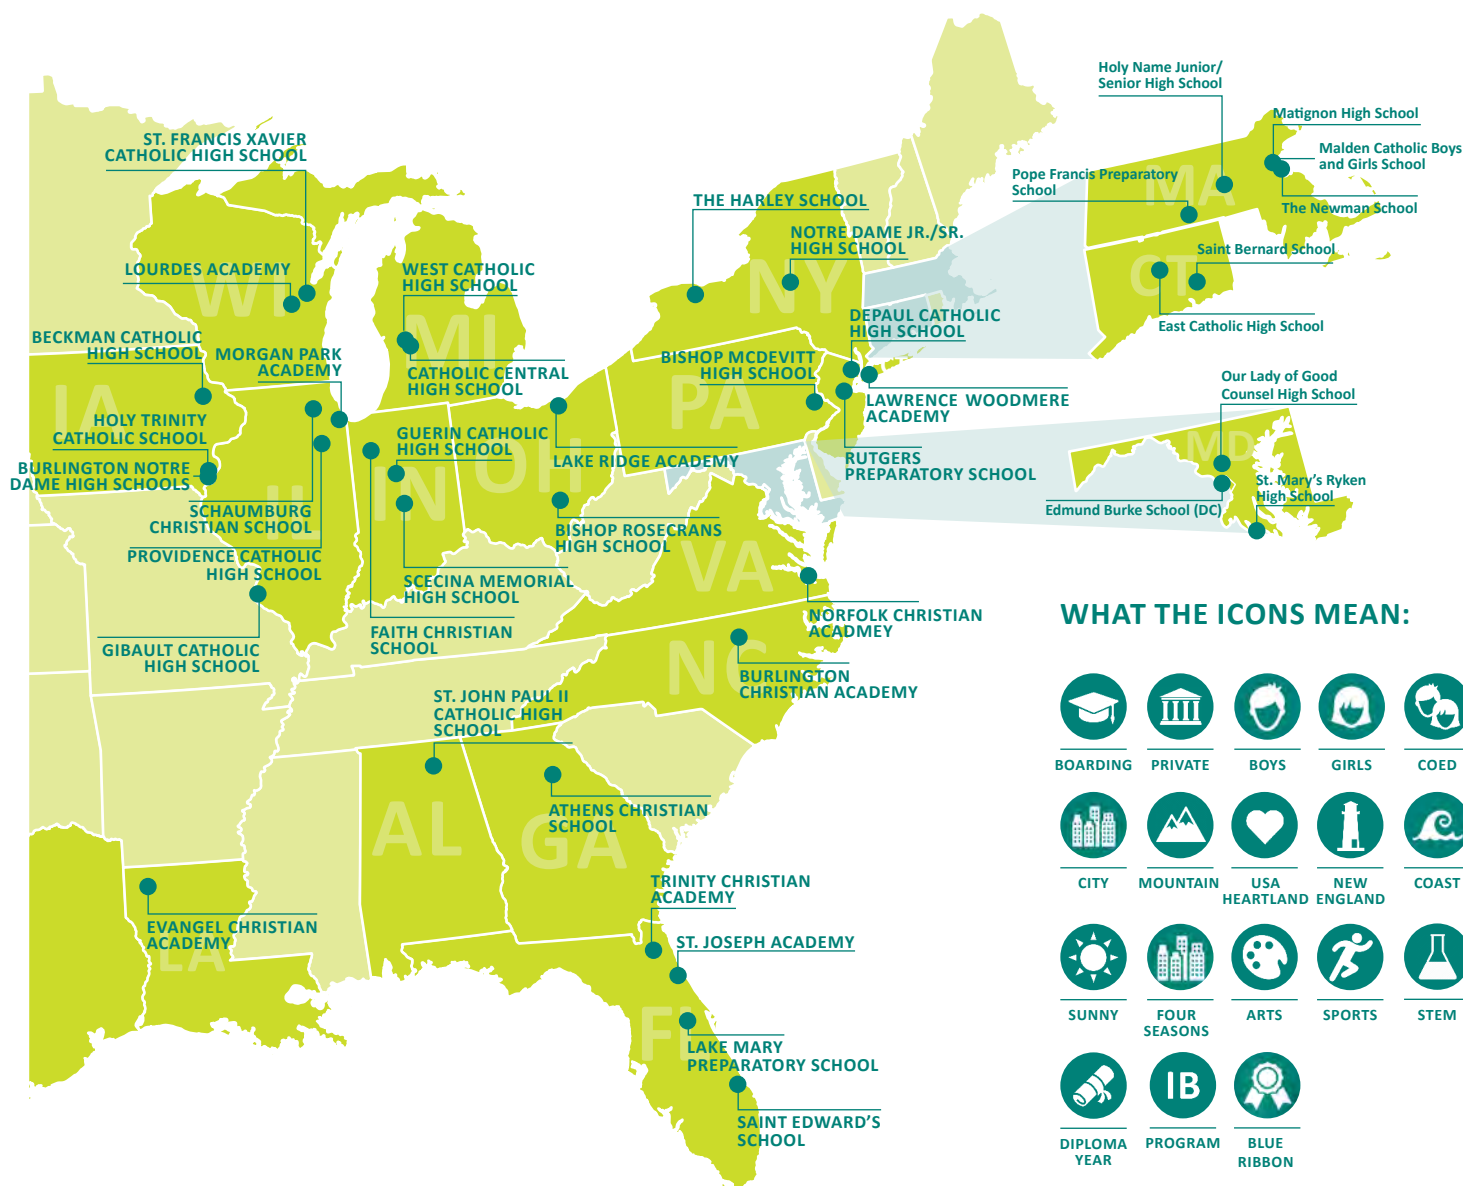 Holy Name Junior/
Senior High School
Matignon High School
Malden Catholic Boys
and Girls School
Pope Francis Preparatory
School
The Newman School
Saint Bernard School
East Catholic High School
MA
CT
ST. FRANCIS XAVIER
CATHOLIC HIGH SCHOOL
THE HARLEY SCHOOL
NOTRE DAME JR./SR.
HIGH SCHOOL
LOURDES ACADEMY
WEST CATHOLIC
HIGH SCHOOL
WI
MI
NY
DEPAUL CATHOLIC
HIGH SCHOOL
BECKMAN CATHOLIC
HIGH SCHOOL
MORGAN PARK
ACADEMY
CATHOLIC CENTRAL
HIGH SCHOOL
BISHOP MCDEVITT
HIGH SCHOOL
LAWRENCE WOODMERE
ACADEMY
IA
PA
Our Lady of Good
Counsel High School
HOLY TRINITY
CATHOLIC SCHOOL
GUERIN CATHOLIC
HIGH SCHOOL
LAKE RIDGE ACADEMY
RUTGERS
PREPARATORY SCHOOL
BURLINGTON NOTRE
DAME HIGH SCHOOLS
IL
IN
OH
MD
St. Mary's Ryken
High School
Edmund Burke School (DC)
SCHAUMBURG
CHRISTIAN SCHOOL
BISHOP ROSECRANS
HIGH SCHOOL
PROVIDENCE CATHOLIC
HIGH SCHOOL
SCECINA MEMORIAL
HIGH SCHOOL
VA
NORFOLK CHRISTIAN
ACADMEY
FAITH CHRISTIAN
SCHOOL
GIBAULT CATHOLIC
HIGH SCHOOL
NC
BURLINGTON
CHRISTIAN ACADEMY
ST. JOHN PAUL II
CATHOLIC HIGH
SCHOOL
ATHENS CHRISTIAN
SCHOOL
AL
GA
TRINITY CHRISTIAN
ACADEMY
EVANGEL CHRISTIAN
ACADEMY
LA
ST. JOSEPH ACADEMY
FL
LAKE MARY
PREPARATORY SCHOOL
SAINT EDWARD'S
SCHOOL
WHAT THE ICONS MEAN:
BOARDING
PRIVATE
BOYS
GIRLS
COED
CITY
MOUNTAIN
USA
HEARTLAND
NEW
ENGLAND
COAST
SUNNY
FOUR
SEASONS
ARTS
SPORTS
STEM
IB
DIPLOMA
YEAR
PROGRAM
BLUE
RIBBON